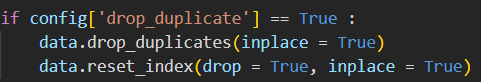 if config['drop_duplicate'] == True :
    data.drop_duplicates(inplace = True)
    data.reset_index(drop = True, inplace = True)